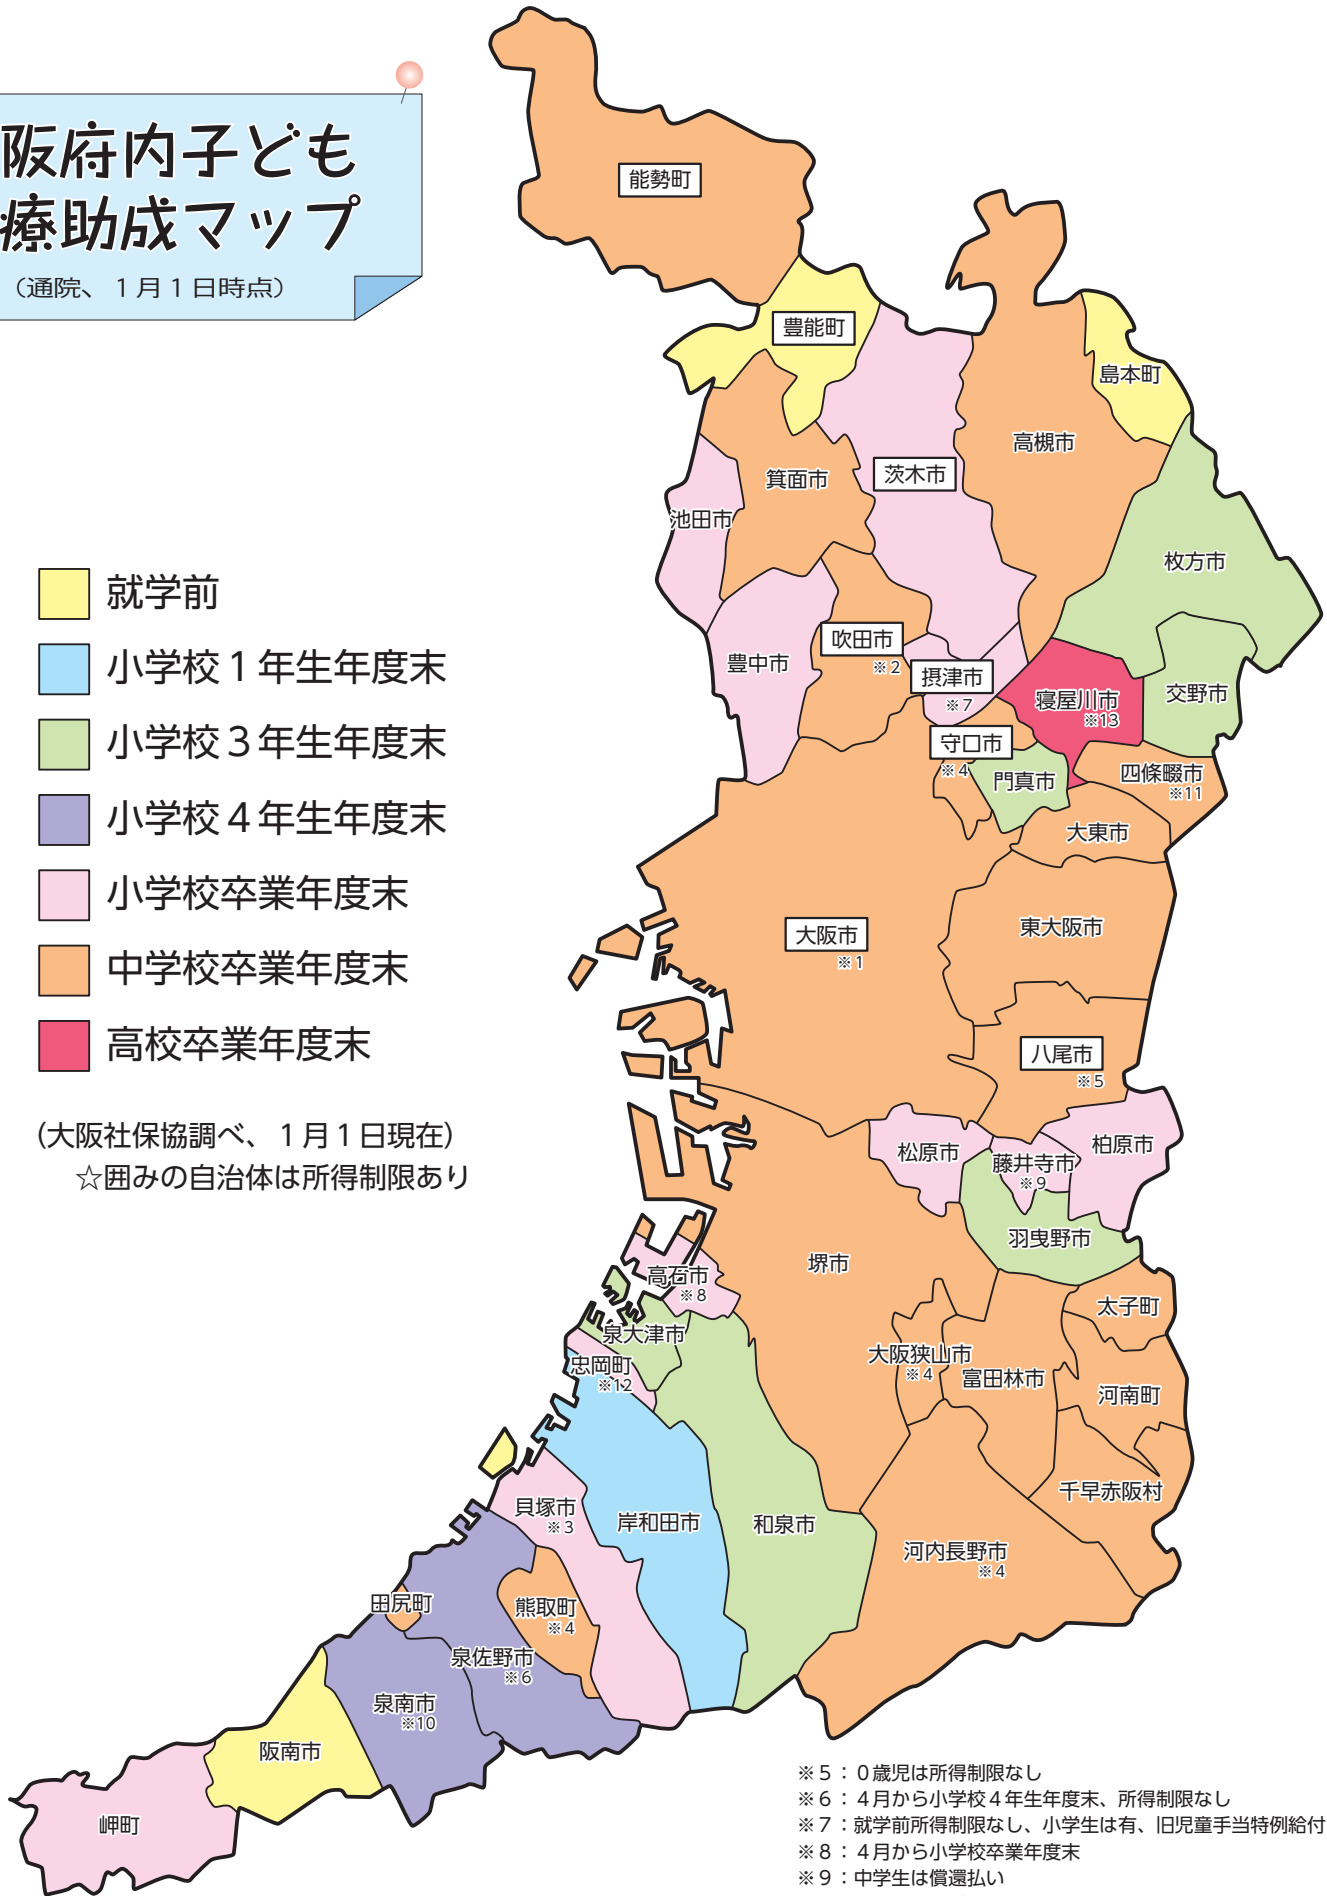 阪府内子ども
療助成マップ
（通院、１月１日時点）
能勢町
豊能町
島本町
高槻市
茨木市
箕面市
池田市
枚方市
吹田市
※2
豊中市
摂津市
※7
寝屋川市
※13
交野市
守口市
※4
門真市
四條畷市
※11
大東市
就学前
小学校１年生年度末
小学校３年生年度末
小学校４年生年度末
小学校卒業年度末
中学校卒業年度末
高校卒業年度末
(大阪社保協調べ、１月１日現在)
☆囲みの自治体は所得制限あり
大阪市
※1
東大阪市
八尾市
※5
松原市
藤井寺市
※9
柏原市
羽曳野市
堺市
高石市
※8
太子町
泉大津市
忠岡町
※12
大阪狭山市
※4
富田林市
河南町
千早赤阪村
貝塚市
※3
岸和田市
和泉市
河内長野市
※4
田尻町
熊取町
※4
泉佐野市
※6
泉南市
※10
阪南市
岬町
※5：０歳児は所得制限なし
※6：４月から小学校４年生年度末、所得制限なし
※7：就学前所得制限なし、小学生は有、旧児童手当特例給付
※8：４月から小学校卒業年度末
※9：中学生は償還払い